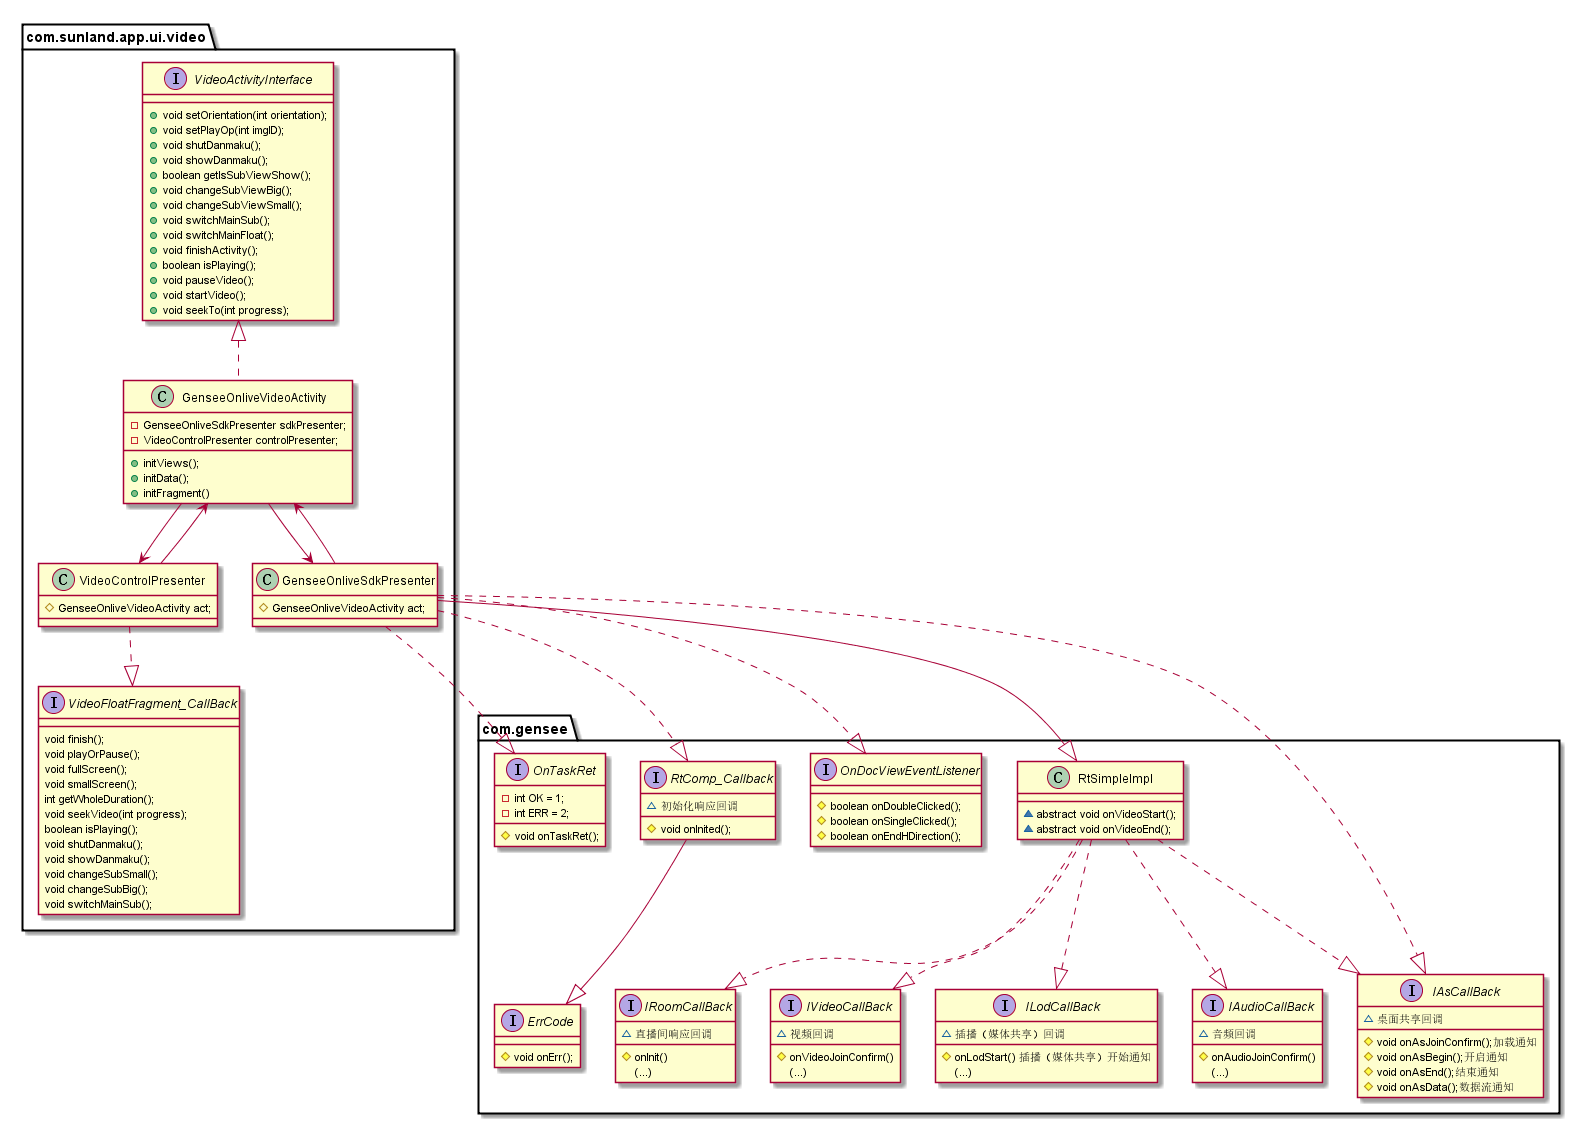 com.sunland.app.ui.video
I VideoActivityInterface
void setOrientation(int orientation);
void setPlayOp(int imgID);
void shutDanmaku();
void showDanmaku();
boolean getIsSubViewShow();
void changeSubViewBig();
void changeSubViewSmall();
void switchMainSub();
void switchMainFloat();
void finishActivity();
boolean isPlaying();
void pauseVideo();
void startVideo();
void seekTo(int progress);
C GenseeOnliveVideoActivity
GenseeOnliveSdkPresenter sdkPresenter;
VideoControlPresenter controlPresenter;
initViews();
initData();
initFragment()
C VideoControlPresenter
GenseeOnliveVideoActivity act;
C GenseeOnliveSdkPresenter
GenseeOnliveVideoActivity act;
I VideoFloatFragment_CallBack
void finish();
void playOrPause();
void fullScreen();
void smallScreen();
int getWholeDuration();
void seekVideo(int progress);
boolean isPlaying();
void shutDanmaku();
void showDanmaku();
void changeSubSmall();
void changeSubBig();
void switchMainSub();
com.gensee
I OnTaskRet
int OK = 1;
int ERR = 2;
void onTaskRet();
I RtComp_Callback
初始化响应回调
void onInited();
I OnDocViewEventListener
boolean onDoubleClicked();
boolean onSingleClicked();
boolean onEndHDirection();
C RtSimpleImpl
abstract void onVideoStart();
abstract void onVideoEnd();
I ErrCode
void onErr();
I IRoomCallBack
直播间响应回调
onInit()
(...)
I IVideoCallBack
视频回调
onVideoJoinConfirm()
(...)
I ILodCallBack
插播（媒体共享）回调
onLodStart() 插播（媒体共享）开始通知
(...)
I IAudioCallBack
音频回调
onAudioJoinConfirm()
(...)
I IAsCallBack
桌面共享回调
void onAsJoinConfirm(); 加载通知
void onAsBegin(); 开启通知
void onAsEnd(); 结束通知
void onAsData(); 数据流通知